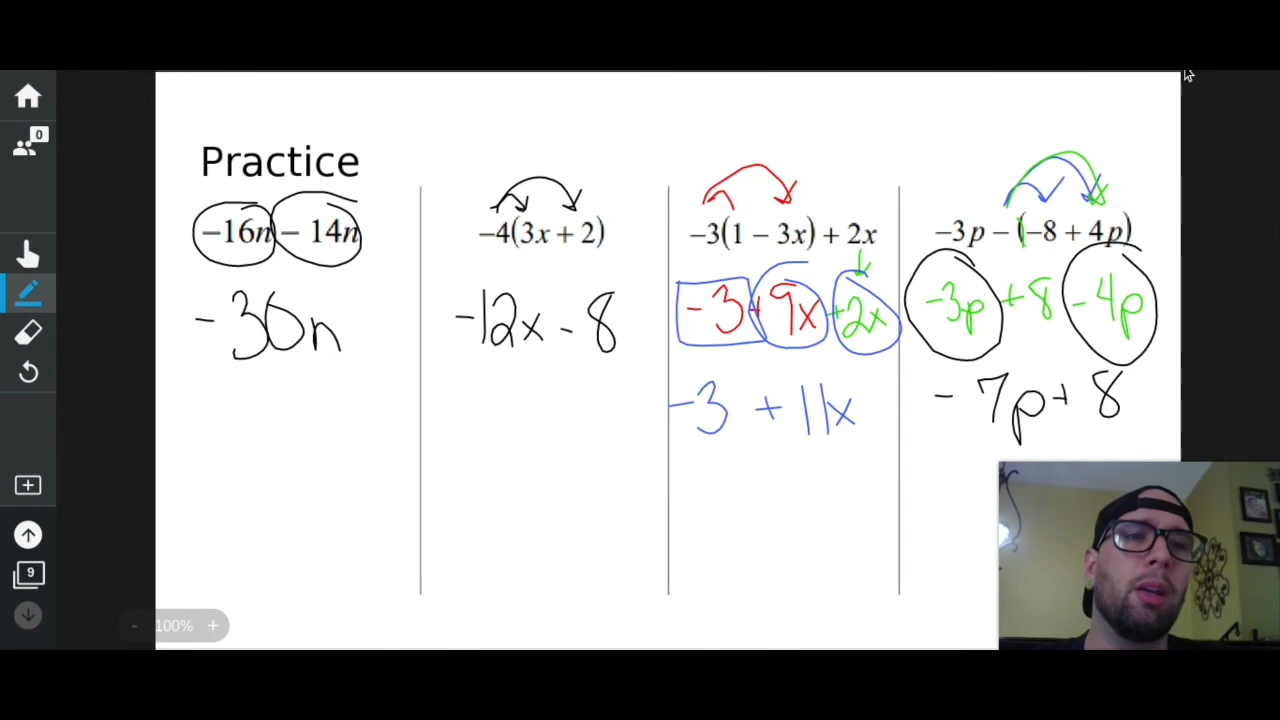 0
Practice
−16n − 14n
−4(3x + 2)
−3(1 − 3x) + 2x
−3p − (−8 + 4p)
-30n
-12x - 8
-3 + 9x + 2x
-3p + 8 - 4p
-3 + 11x
-7p + 8
9
- 100% +